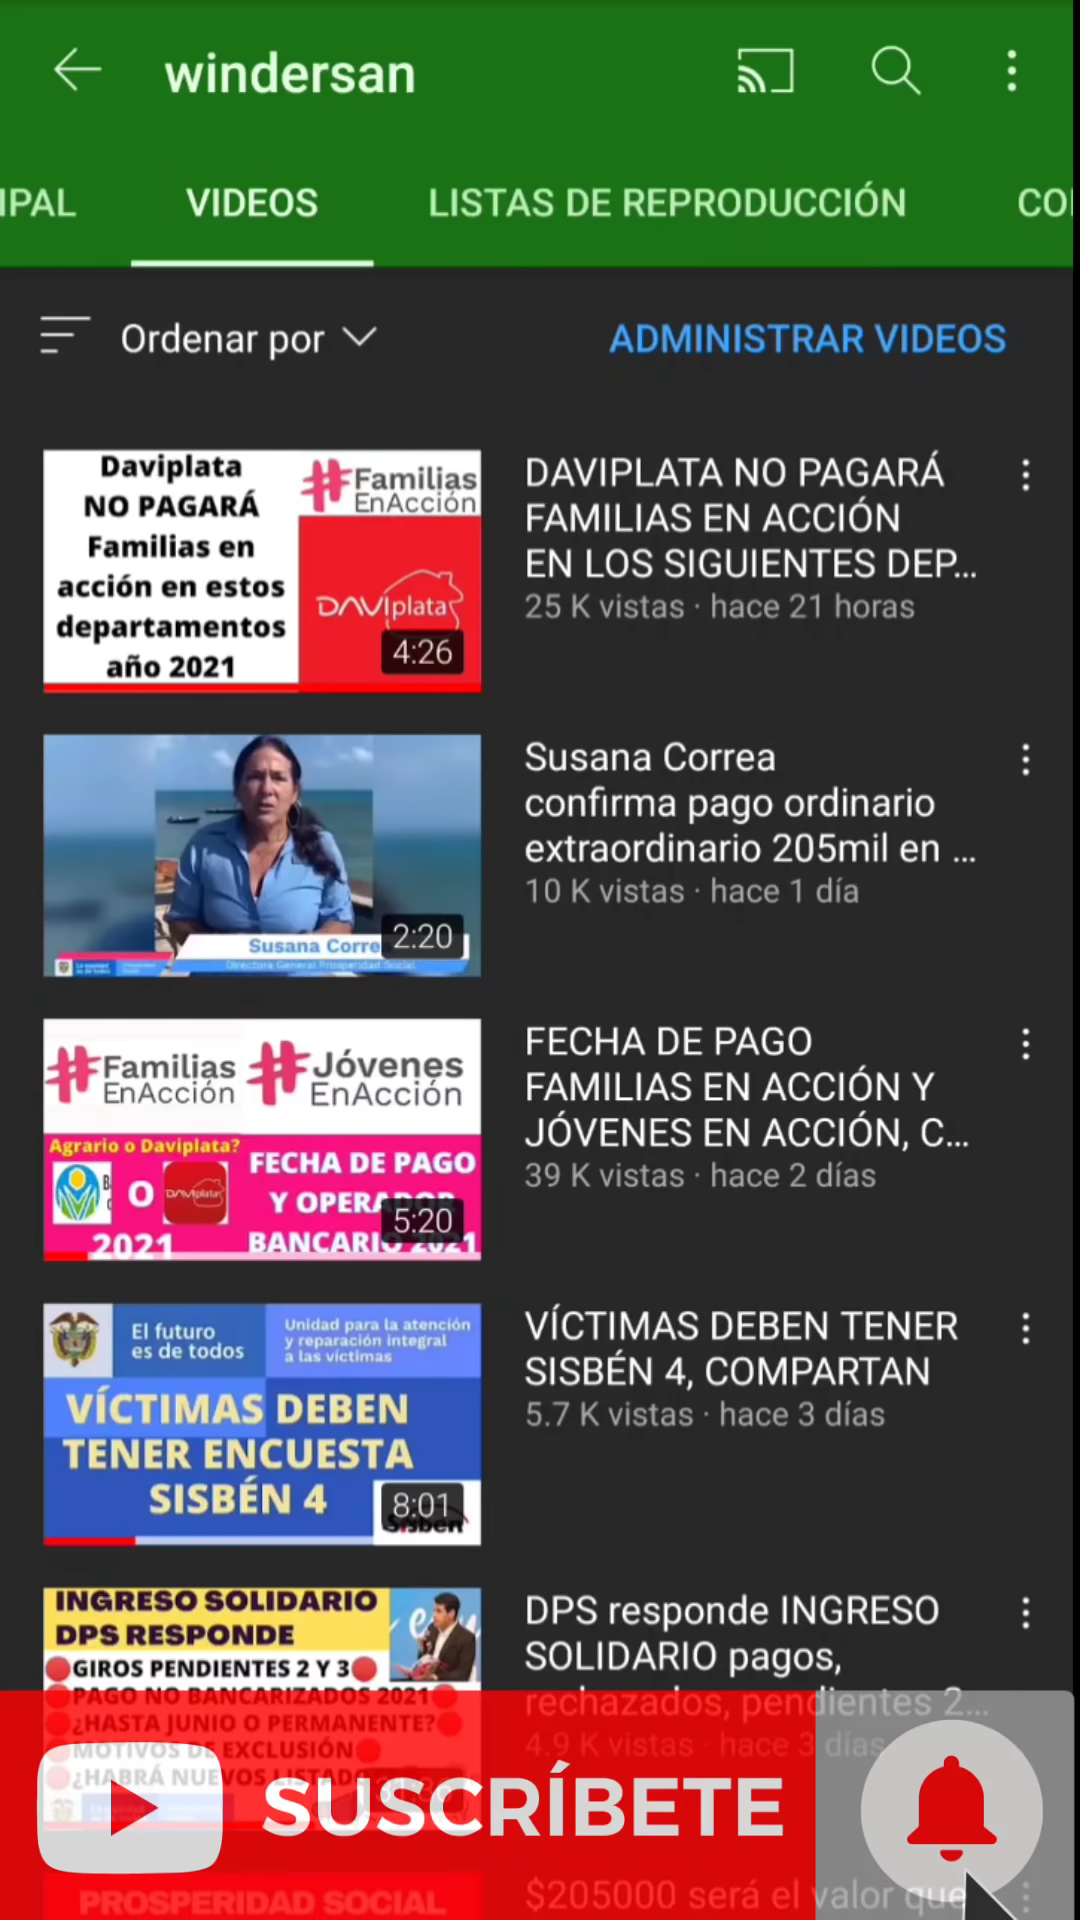 windersan
IPAL
VIDEOS
LISTAS DE REPRODUCCIÓN
CO
Ordenar por
ADMINISTRAR VIDEOS
Daviplata
NO PAGARÁ
Familias en
acción en estos
departamentos
año 2021
#Familias
EnAcción
DAVIplata
4:26
DAVIPLATA NO PAGARÁ
FAMILIAS EN ACCIÓN
EN LOS SIGUIENTES DEP...
25 K vistas · hace 21 horas
Susana Corre
Directora General Prosperidad Social
2:20
Susana Correa
confirma pago ordinario
extraordinario 205mil en ...
10 K vistas · hace 1 día
#Familias
EnAcción
#Jóvenes
EnAcción
Agrario o Daviplata?
O
DAVIplata
2021
FECHA DE PAGO
Y OPERADOR
BANCARIO 2021
5:20
FECHA DE PAGO
FAMILIAS EN ACCIÓN Y
JÓVENES EN ACCIÓN, C...
39 K vistas · hace 2 días
El futuro
es de todos
Unidad para la atención
y reparación integral
a las víctimas
VÍCTIMAS DEBEN
TENER ENCUESTA
SISBÉN 4
Sisbén
8:01
VÍCTIMAS DEBEN TENER
SISBÉN 4, COMPARTAN
5.7 K vistas · hace 3 días
INGRESO SOLIDARIO
DPS RESPONDE
GIROS PENDIENTES 2 Y 3
PAGO NO BANCARIZADOS 2021
¿HASTA JUNIO O PERMANENTE?
MOTIVOS DE EXCLUSIÓN
¿HABRÁ NUEVOS LISTADO
DPS responde INGRESO
SOLIDARIO pagos,
rechazados, pendientes 2...
4.9 K vistas · hace 3 días
SUSCRÍBETE
PROSPERIDAD SOCIAL
$205000 será el valor que